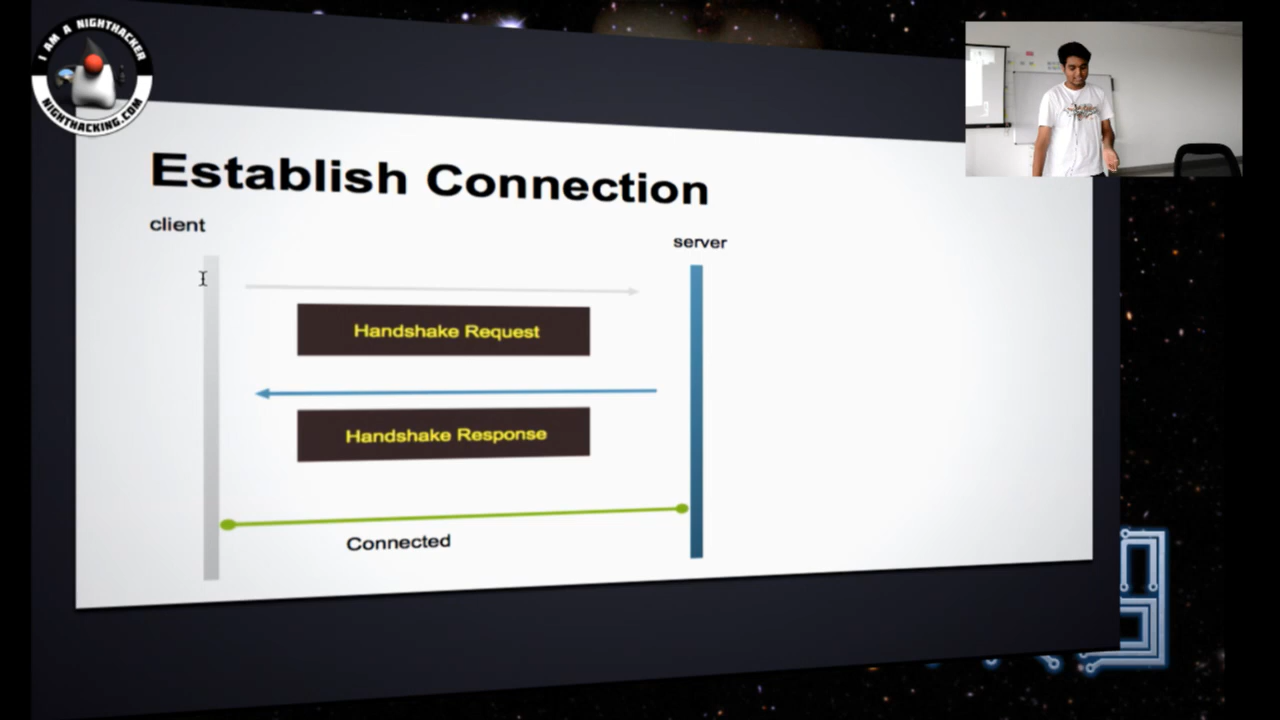 I AM A NIGHTHACKER
NIGHTHACKING.COM
Establish Connection
client
server
Handshake Request
Handshake Response
Connected